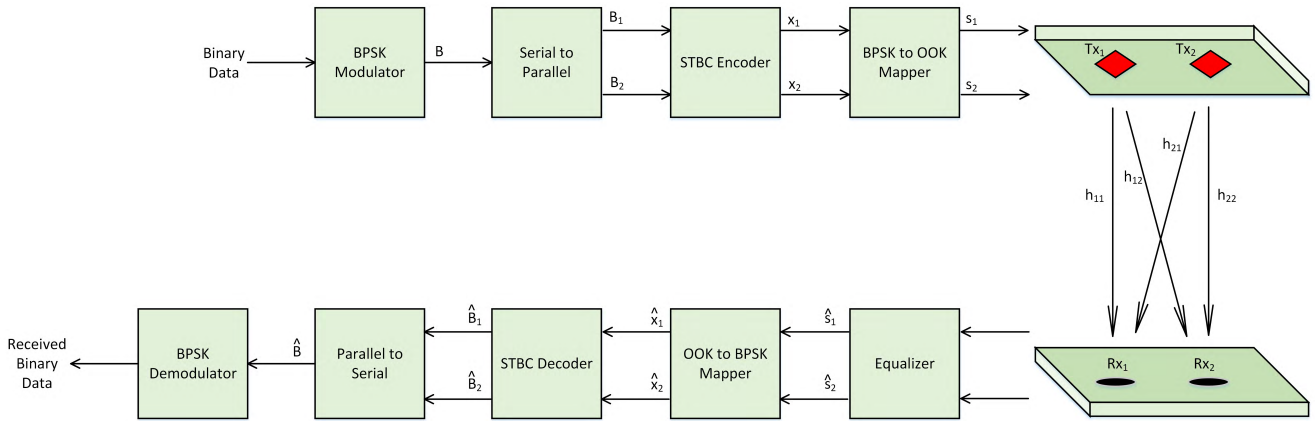 Binary
Data
BPSK
Modulator
B
Serial to
Parallel
B₁
B₂
STBC Encoder
x₁
x₂
BPSK to OOK
Mapper
s₁
s₂
Tx₁
Tx₂
h₁₁
h₁₂
h₂₁
h₂₂
Received
Binary
Data
BPSK
Demodulator
B̂
Parallel to
Serial
B̂₁
B̂₂
STBC Decoder
x̂₁
x̂₂
OOK to BPSK
Mapper
ŝ₁
ŝ₂
Equalizer
Rx₁
Rx₂